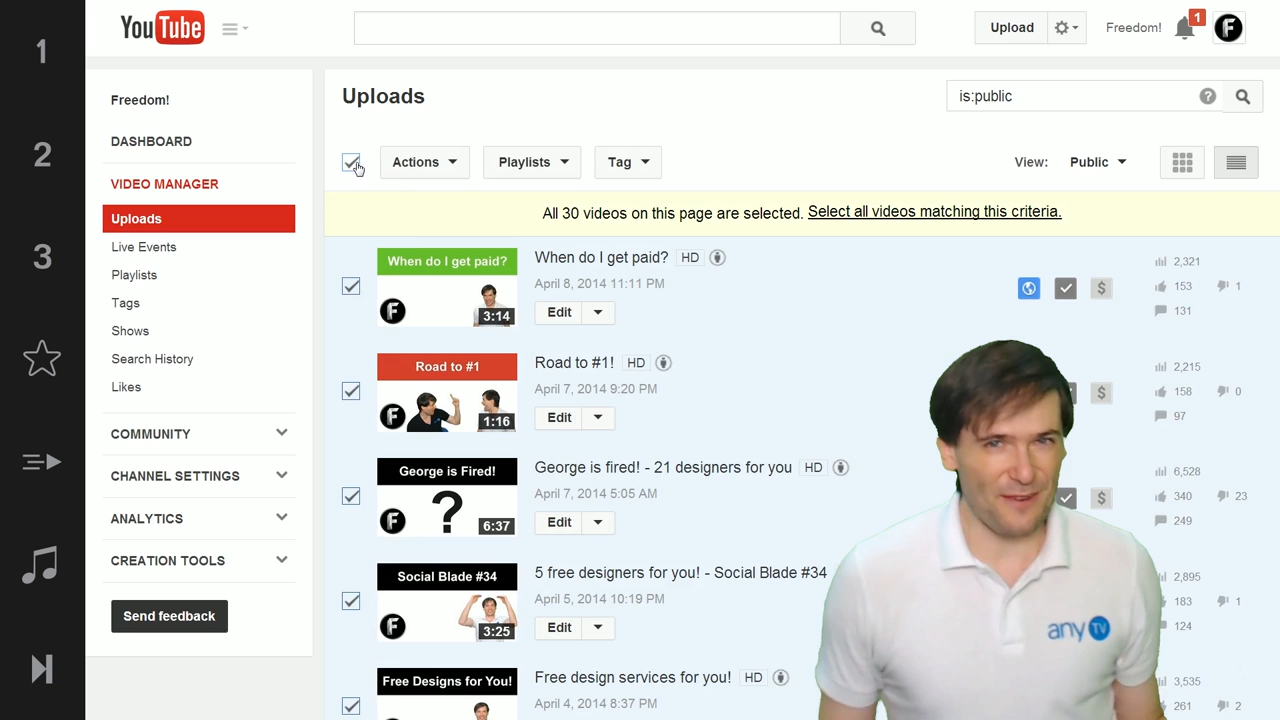 1
2
3
YouTube
Upload
Freedom!
1
F
Freedom!
DASHBOARD
VIDEO MANAGER
Uploads
Live Events
Playlists
Tags
Shows
Search History
Likes
COMMUNITY
CHANNEL SETTINGS
ANALYTICS
CREATION TOOLS
Send feedback
Uploads
is:public
?
Actions
Playlists
Tag
View:
Public
All 30 videos on this page are selected. Select all videos matching this criteria.
When do I get paid?
F
3:14
When do I get paid? HD
April 8, 2014 11:11 PM
Edit
$
2,321
153
1
131
Road to #1
F
1:16
Road to #1! HD
April 7, 2014 9:20 PM
Edit
$
2,215
158
0
97
George is Fired!
F
?
6:37
George is fired! - 21 designers for you HD
April 7, 2014 5:05 AM
Edit
$
6,528
340
23
249
Social Blade #34
F
3:25
5 free designers for you! - Social Blade #34
April 5, 2014 10:19 PM
Edit
2,895
183
1
124
Free Designs for You!
Free design services for you! HD
April 4, 2014 8:37 PM
3,535
261
2
any TV